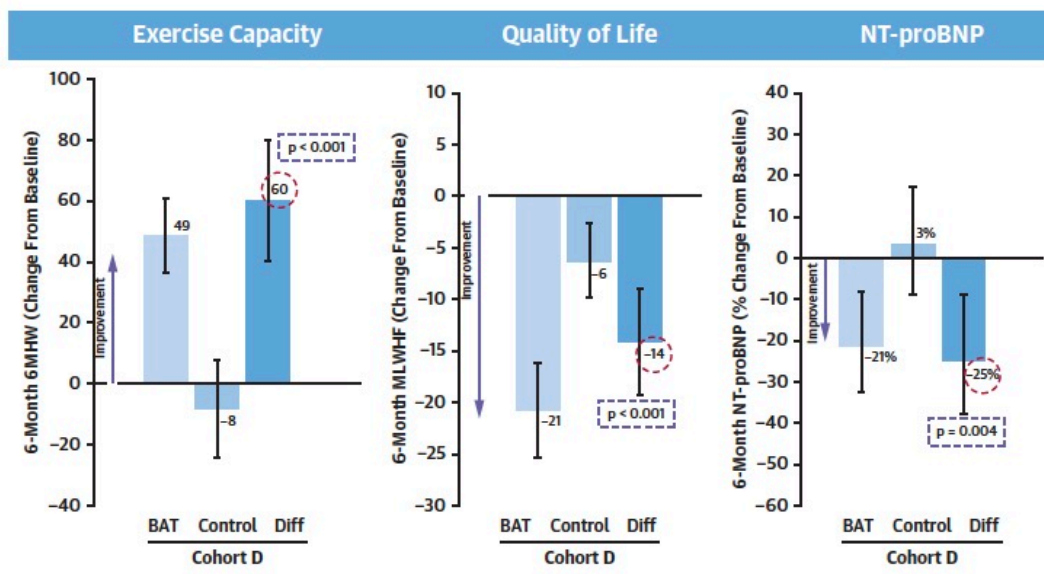 Exercise Capacity
Quality of Life
NT-proBNP
6-Month 6MHW (Change From Baseline)
100
80
60
40
20
0
−20
−40
Improvement
49
−8
60
p < 0.001
BAT Control Diff
Cohort D
6-Month MLWHF (Change From Baseline)
10
5
0
−5
−10
−15
−20
−25
−30
Improvement
−21
−6
−14
p < 0.001
BAT Control Diff
Cohort D
6-Month NT-proBNP (% Change From Baseline)
40
30
20
10
0
−10
−20
−30
−40
−50
−60
Improvement
−21%
3%
−25%
p = 0.004
BAT Control Diff
Cohort D